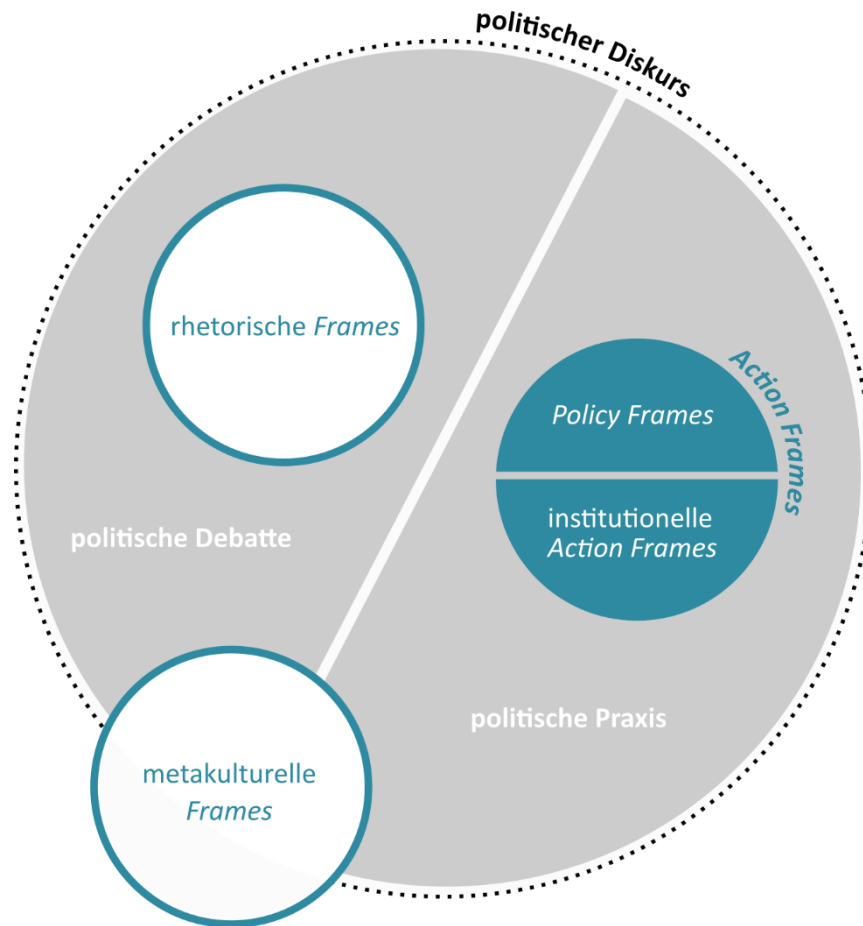 politischer Diskurs
rhetorische Frames
Action Frames
Policy Frames
institutionelle
Action Frames
politische Debatte
politische Praxis
metakulturelle
Frames